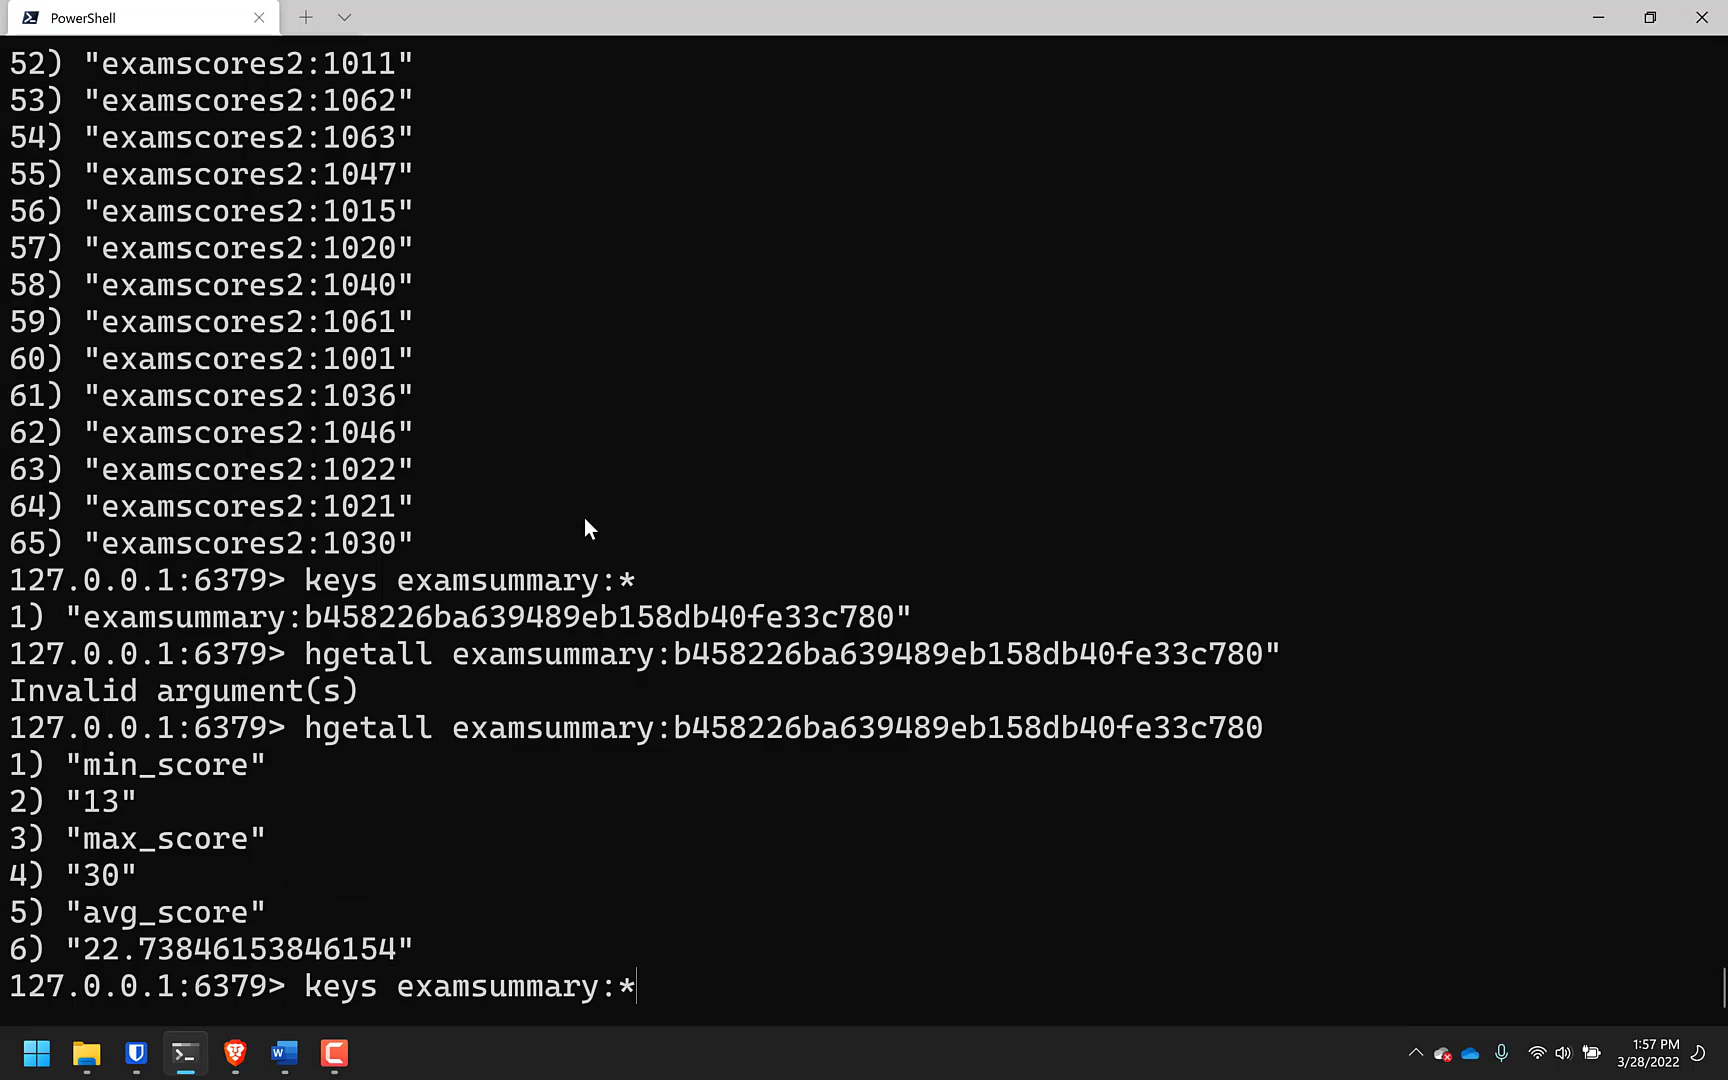 PowerShell
52) "examscores2:1011"
53) "examscores2:1062"
54) "examscores2:1063"
55) "examscores2:1047"
56) "examscores2:1015"
57) "examscores2:1020"
58) "examscores2:1040"
59) "examscores2:1061"
60) "examscores2:1001"
61) "examscores2:1036"
62) "examscores2:1046"
63) "examscores2:1022"
64) "examscores2:1021"
65) "examscores2:1030"
127.0.0.1:6379> keys examsummary:*
1) "examsummary:b458226ba639489eb158db40fe33c780"
127.0.0.1:6379> hgetall examsummary:b458226ba639489eb158db40fe33c780"
Invalid argument(s)
127.0.0.1:6379> hgetall examsummary:b458226ba639489eb158db40fe33c780
1) "min_score"
2) "13"
3) "max_score"
4) "30"
5) "avg_score"
6) "22.73846153846154"
127.0.0.1:6379> keys examsummary:*
1:57 PM
3/28/2022